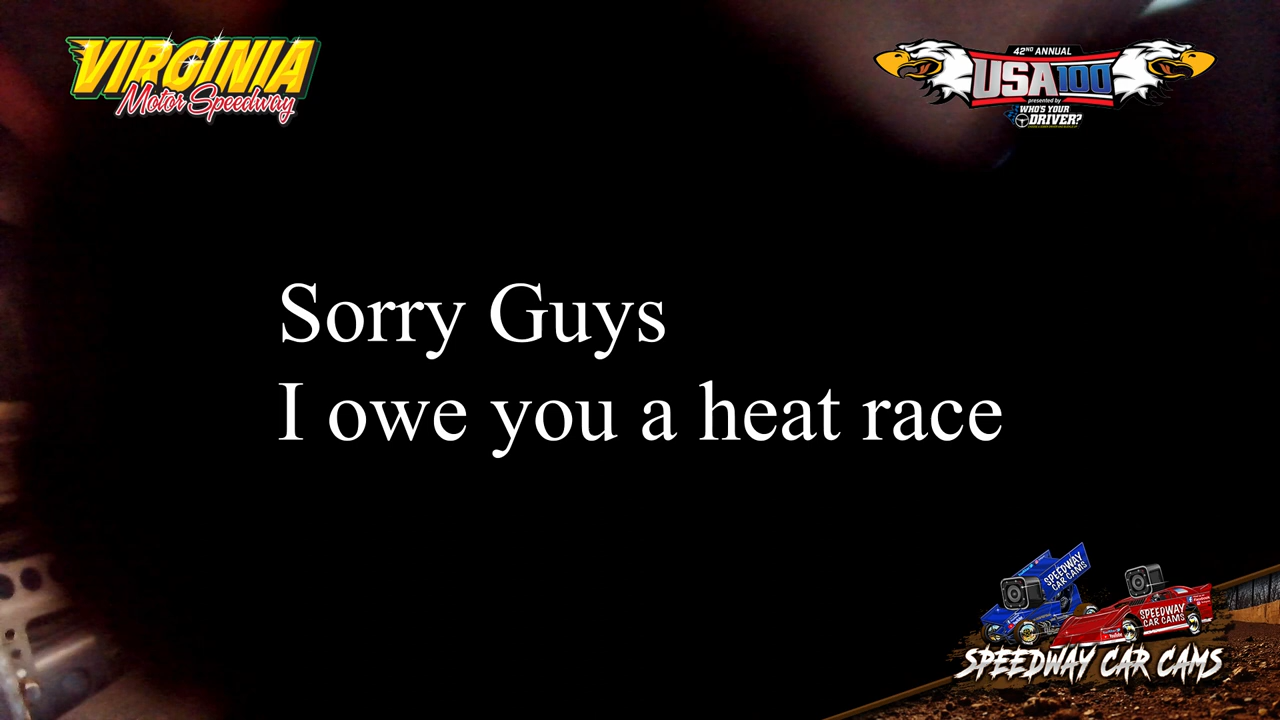 VIRGINIA
Motor Speedway
42ND ANNUAL
USA100
presented by
WHO'S YOUR
DRIVER?
Sorry Guys
I owe you a heat race
SPEEDWAY
CAR CAMS
SPEEDWAY
CAR CAMS
SPEEDWAY CAR CAMS